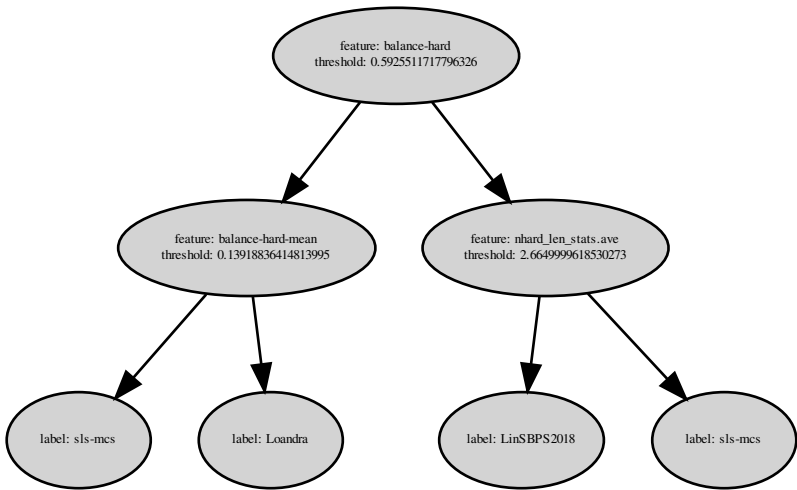 feature: balance-hard
threshold: 0.5925511717796326
feature: balance-hard-mean
threshold: 0.13918836414813995
feature: nhard_len_stats.ave
threshold: 2.6649999618530273
label: sls-mcs
label: Loandra
label: LinSBPS2018
label: sls-mcs